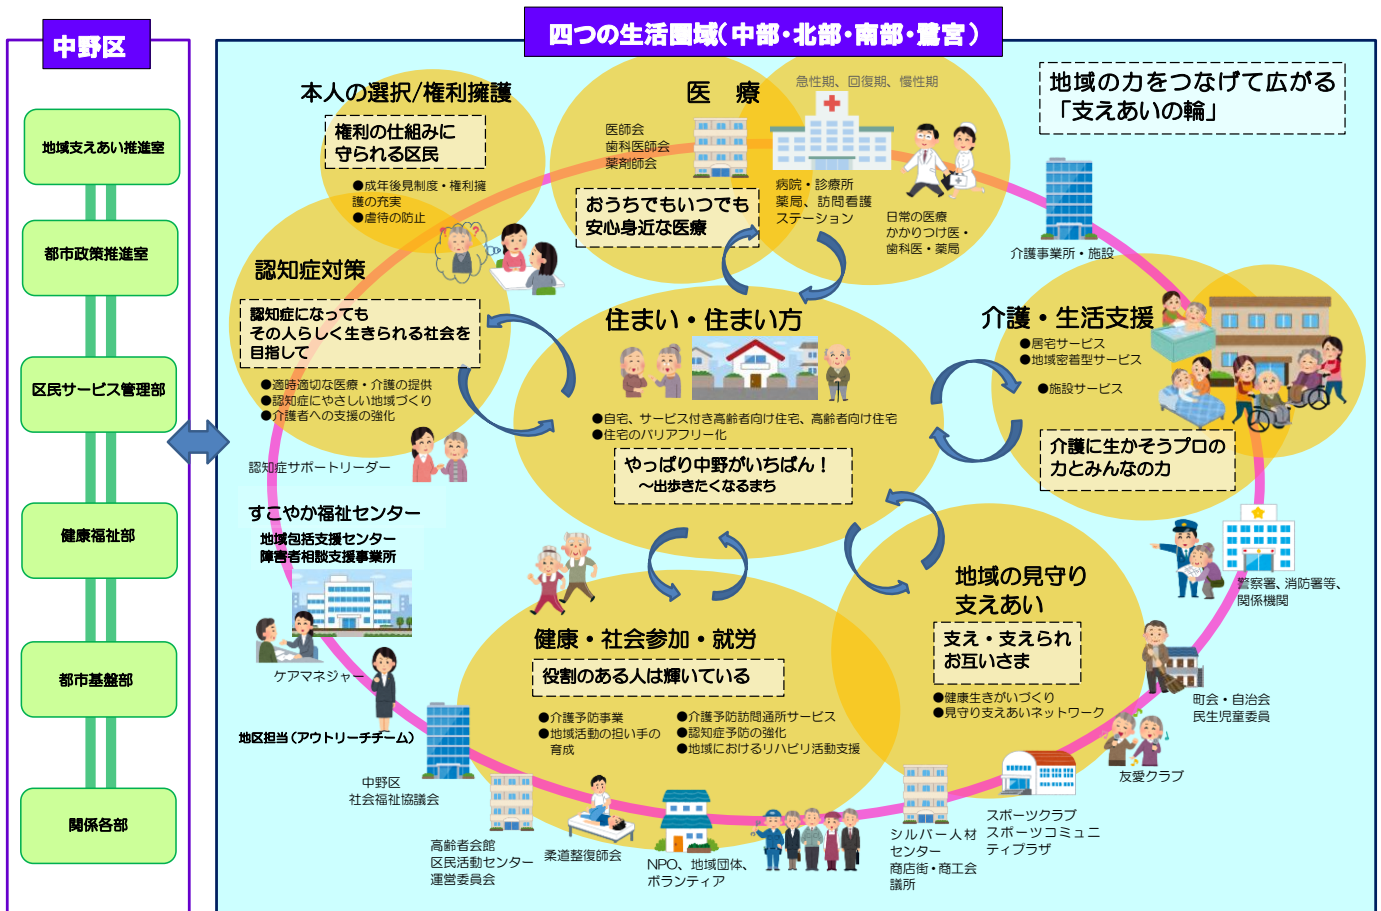 中野区
地域支えあい推進室
都市政策推進室
区民サービス管理部
健康福祉部
都市基盤部
関係各部
四つの生活圏域(中部・北部・南部・鷺宮)
地域の力をつなげて広がる
「支えあいの輪」
本人の選択/権利擁護
権利の仕組みに
守られる区民
●成年後見制度・権利擁
護の充実
●虐待の防止
医　療
急性期、回復期、慢性期
医師会
歯科医師会
薬剤師会
おうちでもいつでも
安心身近な医療
病院・診療所
薬局、訪問看護
ステーション
日常の医療
かかりつけ医・
歯科医・薬局
介護事業所・施設
認知症対策
認知症になっても
その人らしく生きられる社会を
目指して
●適時適切な医療・介護の提供
●認知症にやさしい地域づくり
●介護者への支援の強化
認知症サポートリーダー
住まい・住まい方
●自宅、サービス付き高齢者向け住宅、高齢者向け住宅
●住宅のバリアフリー化
やっぱり中野がいちばん!
～出歩きたくなるまち
介護・生活支援
●居宅サービス
●地域密着型サービス
●施設サービス
介護に生かそうプロの
力とみんなの力
すこやか福祉センター
地域包括支援センター
障害者相談支援事業所
ケアマネジャー
地区担当(アウトリーチチーム)
健康・社会参加・就労
役割のある人は輝いている
●介護予防事業
●地域活動の担い手の
育成
●介護予防訪問通所サービス
●認知症予防の強化
●地域におけるリハビリ活動支援
地域の見守り
支えあい
支え・支えられ
お互いさま
●健康生きがいづくり
●見守り支えあいネットワーク
警察署、消防署等、
関係機関
町会・自治会
民生児童委員
友愛クラブ
スポーツクラブ
スポーツコミュニ
ティプラザ
シルバー人材
センター
商店街・商工会
議所
NPO、地域団体、
ボランティア
柔道整復師会
高齢者会館
区民活動センター
運営委員会
中野区
社会福祉協議会